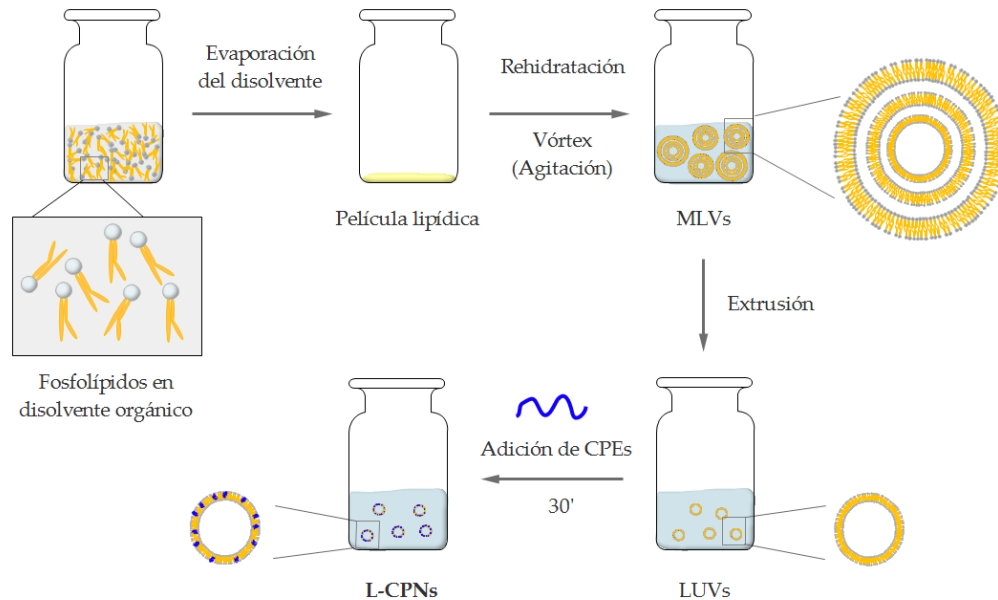 Evaporación
del disolvente
Rehidratación
Vórtex
(Agitación)
Película lipídica
MLVs
Extrusión
Fosfolípidos en
disolvente orgánico
Adición de CPEs
30'
L-CPNs
LUVs